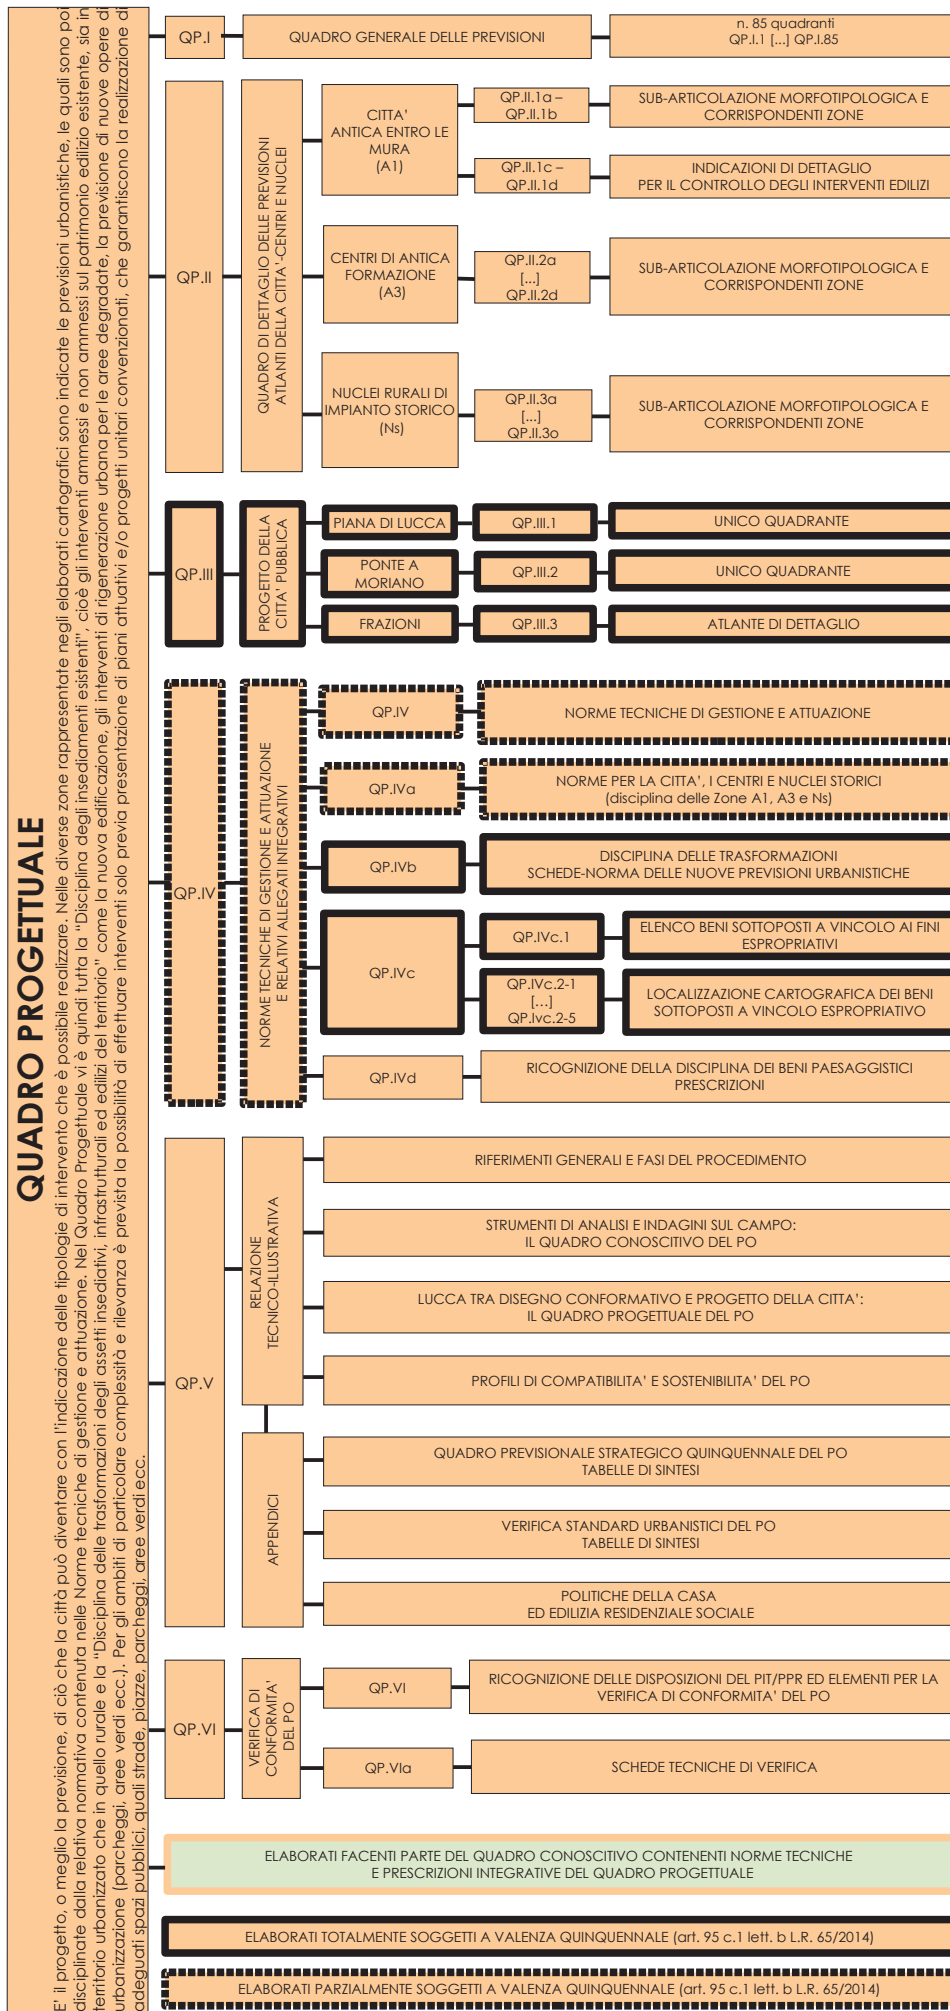 QUADRO PROGETTUALE
E' il progetto, o meglio la previsione, di ciò che la città può diventare con l'indicazione delle tipologie di intervento che è possibile realizzare. Nelle diverse zone rappresentate negli elaborati cartografici sono indicate le previsioni urbanistiche, le quali sono poi
disciplinate dalla relativa normativa contenuta nelle Norme tecniche di gestione e attuazione. Nel Quadro Progettuale vi è quindi tutta la "Disciplina degli insediamenti esistenti", cioè gli interventi ammessi e non ammessi sul patrimonio edilizio esistente, sia in
territorio urbanizzato che in quello rurale e la "Disciplina delle trasformazioni degli assetti insediativi, infrastrutturali ed edilizi del territorio" come la nuova edificazione, gli interventi di rigenerazione urbana per le aree degradate, la previsione di nuove opere di
urbanizzazione (parcheggi, aree verdi ecc.). Per gli ambiti di particolare complessità e rilevanza è prevista la possibilità di effettuare interventi solo previa presentazione di piani attuativi e/o progetti unitari convenzionati, che garantiscono la realizzazione di
adeguati spazi pubblici, quali strade, piazze, parcheggi, aree verdi ecc.
QP.I
QUADRO GENERALE DELLE PREVISIONI
n. 85 quadranti
QP.I.1 [...] QP.I.85
QP.II
QUADRO DI DETTAGLIO DELLE PREVISIONI
ATLANTI DELLA CITTA'-CENTRI E NUCLEI
CITTA'
ANTICA ENTRO LE
MURA
(A1)
QP.II.1a –
QP.II.1b
SUB-ARTICOLAZIONE MORFOTIPOLOGICA E
CORRISPONDENTI ZONE
QP.II.1c –
QP.II.1d
INDICAZIONI DI DETTAGLIO
PER IL CONTROLLO DEGLI INTERVENTI EDILIZI
CENTRI DI ANTICA
FORMAZIONE
(A3)
QP.II.2a
[...]
QP.II.2d
SUB-ARTICOLAZIONE MORFOTIPOLOGICA E
CORRISPONDENTI ZONE
NUCLEI RURALI DI
IMPIANTO STORICO
(Ns)
QP.II.3a
[...]
QP.II.3o
SUB-ARTICOLAZIONE MORFOTIPOLOGICA E
CORRISPONDENTI ZONE
QP.III
PROGETTO DELLA
CITTA' PUBBLICA
PIANA DI LUCCA
QP.III.1
UNICO QUADRANTE
PONTE A
MORIANO
QP.III.2
UNICO QUADRANTE
FRAZIONI
QP.III.3
ATLANTE DI DETTAGLIO
QP.IV
NORME TECNICHE DI GESTIONE E ATTUAZIONE
E RELATIVI ALLEGATI INTEGRATIVI
QP.IV
NORME TECNICHE DI GESTIONE E ATTUAZIONE
QP.IVa
NORME PER LA CITTA', I CENTRI E NUCLEI STORICI
(disciplina delle Zone A1, A3 e Ns)
QP.IVb
DISCIPLINA DELLE TRASFORMAZIONI
SCHEDE-NORMA DELLE NUOVE PREVISIONI URBANISTICHE
QP.IVc
QP.IVc.1
ELENCO BENI SOTTOPOSTI A VINCOLO AI FINI
ESPROPRIATIVI
QP.IVc.2-1
[...]
QP.Ivc.2-5
LOCALIZZAZIONE CARTOGRAFICA DEI BENI
SOTTOPOSTI A VINCOLO ESPROPRIATIVO
QP.IVd
RICOGNIZIONE DELLA DISCIPLINA DEI BENI PAESAGGISTICI
PRESCRIZIONI
QP.V
RELAZIONE
TECNICO-ILLUSTRATIVA
RIFERIMENTI GENERALI E FASI DEL PROCEDIMENTO
STRUMENTI DI ANALISI E INDAGINI SUL CAMPO:
IL QUADRO CONOSCITIVO DEL PO
LUCCA TRA DISEGNO CONFORMATIVO E PROGETTO DELLA CITTA':
IL QUADRO PROGETTUALE DEL PO
PROFILI DI COMPATIBILITA' E SOSTENIBILITA' DEL PO
APPENDICI
QUADRO PREVISIONALE STRATEGICO QUINQUENNALE DEL PO
TABELLE DI SINTESI
VERIFICA STANDARD URBANISTICI DEL PO
TABELLE DI SINTESI
POLITICHE DELLA CASA
ED EDILIZIA RESIDENZIALE SOCIALE
QP.VI
VERIFICA DI
CONFORMITA'
DEL PO
QP.VI
RICOGNIZIONE DELLE DISPOSIZIONI DEL PIT/PPR ED ELEMENTI PER LA
VERIFICA DI CONFORMITA' DEL PO
QP.VIa
SCHEDE TECNICHE DI VERIFICA
ELABORATI FACENTI PARTE DEL QUADRO CONOSCITIVO CONTENENTI NORME TECNICHE
E PRESCRIZIONI INTEGRATIVE DEL QUADRO PROGETTUALE
ELABORATI TOTALMENTE SOGGETTI A VALENZA QUINQUENNALE (art. 95 c.1 lett. b L.R. 65/2014)
ELABORATI PARZIALMENTE SOGGETTI A VALENZA QUINQUENNALE (art. 95 c.1 lett. b L.R. 65/2014)